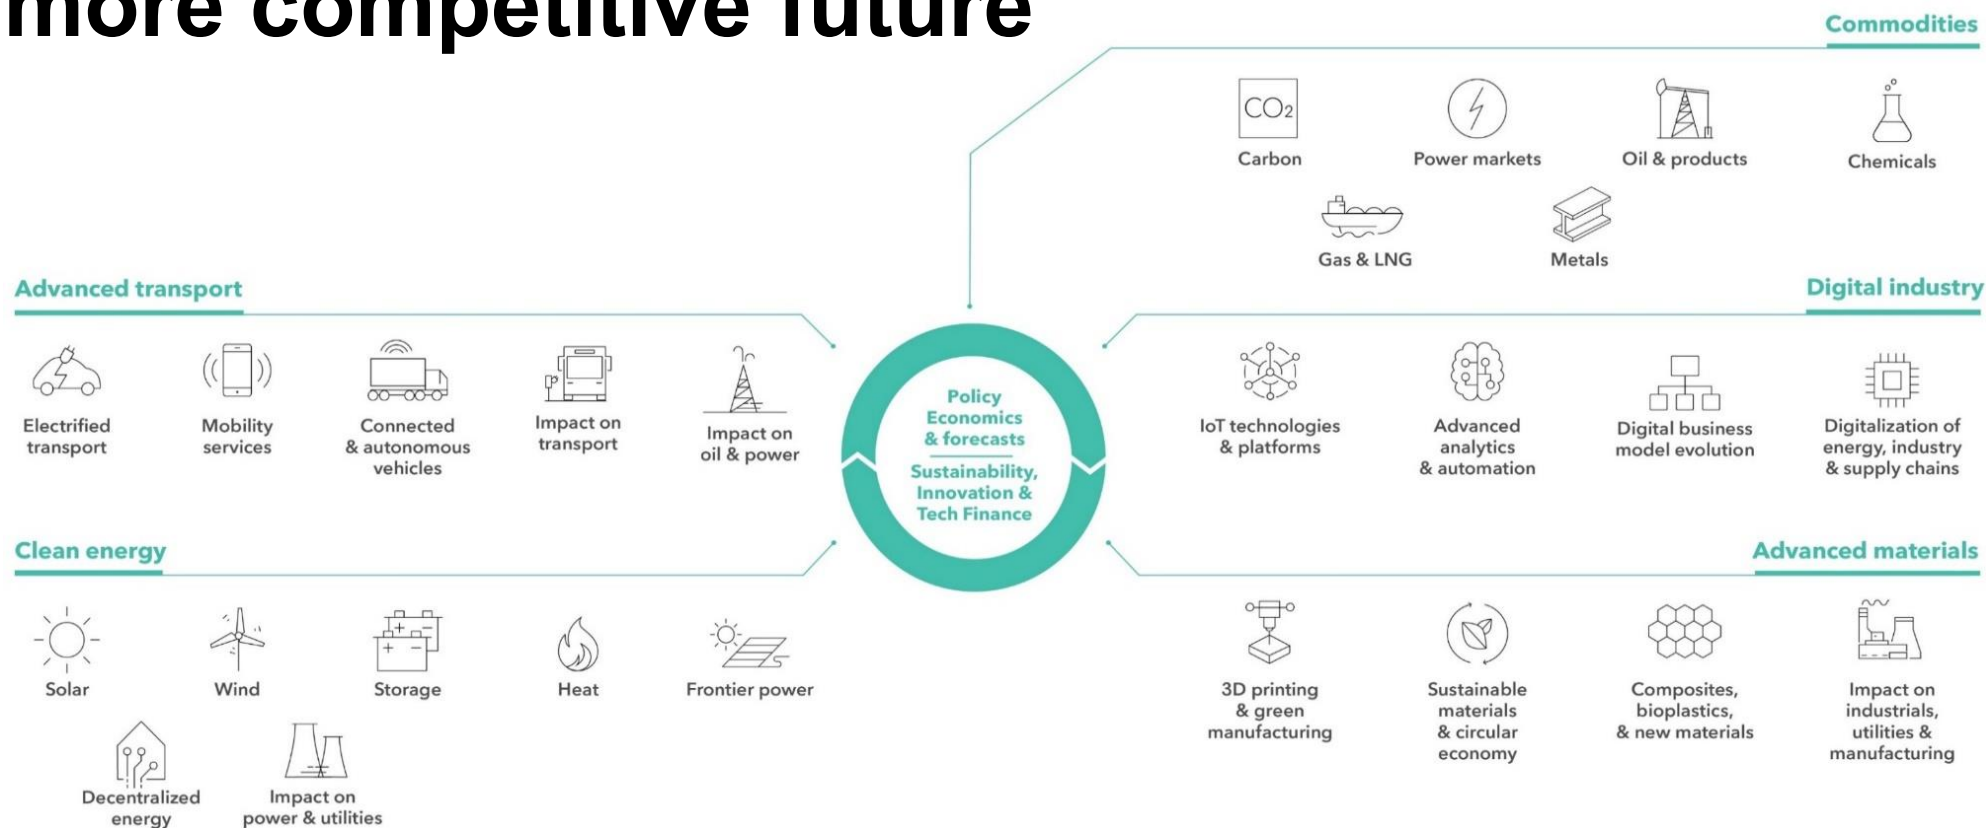 more competitive future
Commodities
CO2
Carbon
Power markets
Oil & products
Chemicals
Gas & LNG
Metals
Advanced transport
Electrified
transport
Mobility
services
Connected
& autonomous
vehicles
Impact on
transport
Impact on
oil & power
Policy
Economics
& forecasts
Sustainability,
Innovation &
Tech Finance
Digital industry
IoT technologies
& platforms
Advanced
analytics
& automation
Digital business
model evolution
Digitalization of
energy, industry
& supply chains
Clean energy
Solar
Wind
Storage
Heat
Frontier power
Decentralized
energy
Impact on
power & utilities
Advanced materials
3D printing
& green
manufacturing
Sustainable
materials
& circular
economy
Composites,
bioplastics,
& new materials
Impact on
industrials,
utilities &
manufacturing